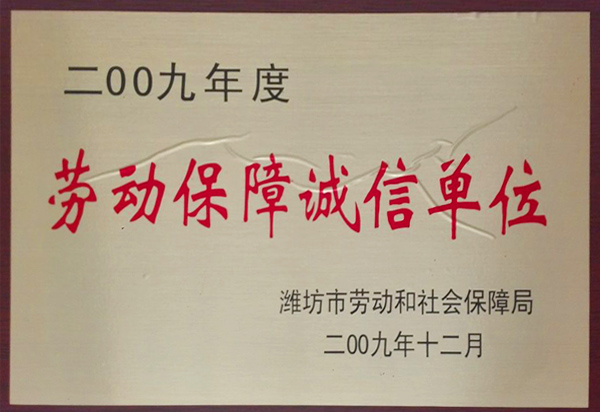 二00九年度
劳动保障诚信单位
潍坊市劳动和社会保障局
二00九年十二月